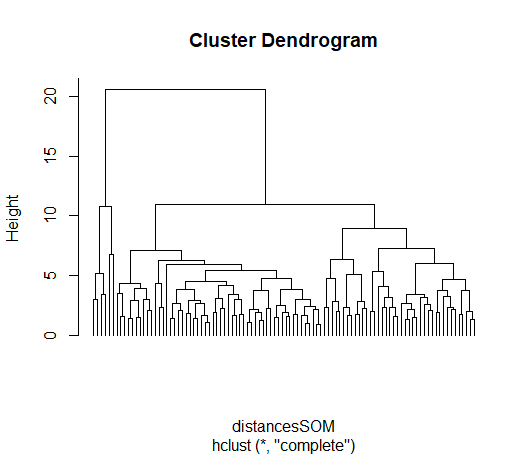 Cluster Dendrogram
Height
20
15
10
5
0
distancesSOM
hclust (*, "complete")